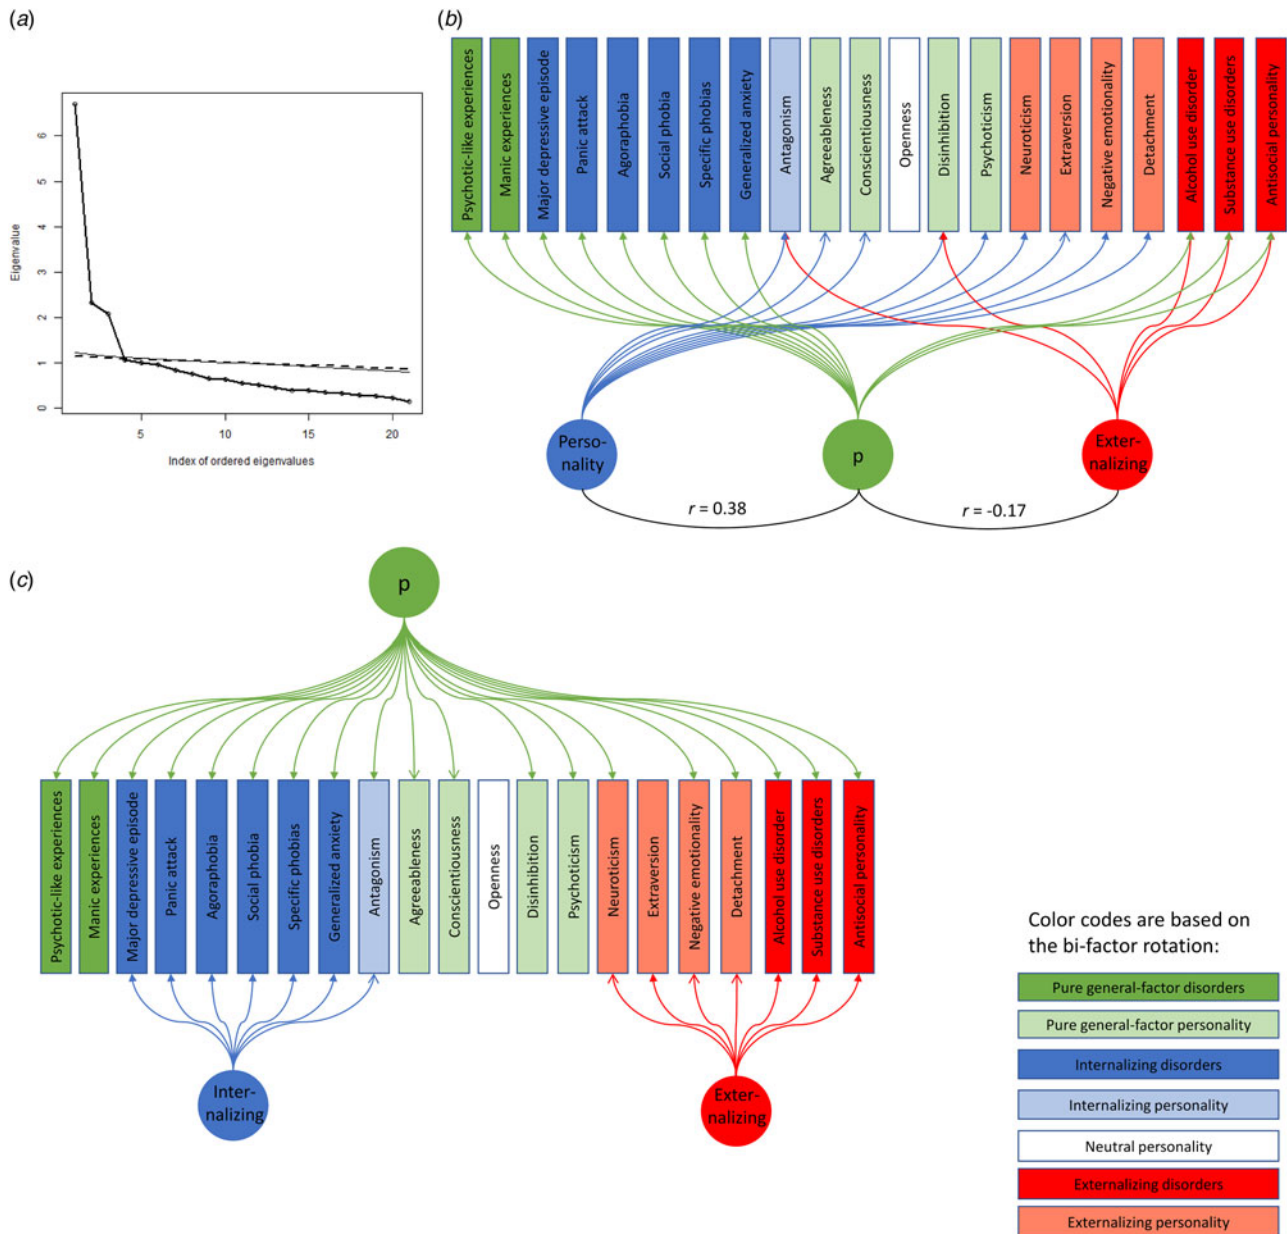 (a)
Eigenvalue
6
5
4
3
2
1
0
5
10
15
20
Index of ordered eigenvalues
(b)
Psychotic-like experiences
Manic experiences
Major depressive episode
Panic attack
Agoraphobia
Social phobia
Specific phobias
Generalized anxiety
Antagonism
Agreeableness
Conscientiousness
Openness
Disinhibition
Psychoticism
Neuroticism
Extraversion
Negative emotionality
Detachment
Alcohol use disorder
Substance use disorders
Antisocial personality
Perso-
nality
p
Exter-
nalizing
r = 0.38
r = -0.17
(c)
p
Psychotic-like experiences
Manic experiences
Major depressive episode
Panic attack
Agoraphobia
Social phobia
Specific phobias
Generalized anxiety
Antagonism
Agreeableness
Conscientiousness
Openness
Disinhibition
Psychoticism
Neuroticism
Extraversion
Negative emotionality
Detachment
Alcohol use disorder
Substance use disorders
Antisocial personality
Inter-
nalizing
Exter-
nalizing
Color codes are based on
the bi-factor rotation:
Pure general-factor disorders
Pure general-factor personality
Internalizing disorders
Internalizing personality
Neutral personality
Externalizing disorders
Externalizing personality